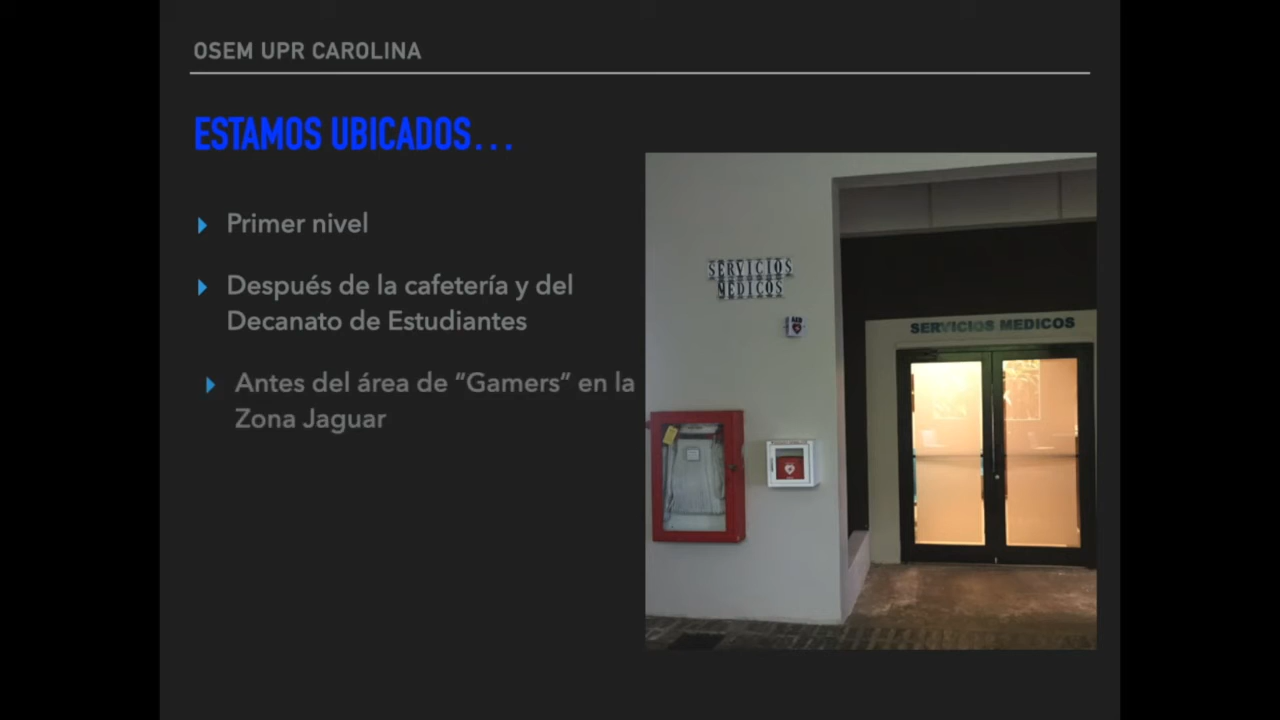 OSEM UPR CAROLINA
ESTAMOS UBICADOS...
Primer nivel
Después de la cafetería y del
Decanato de Estudiantes
Antes del área de “Gamers” en la
Zona Jaguar
SERVICIOS
MEDICOS
AED
SERVICIOS MEDICOS